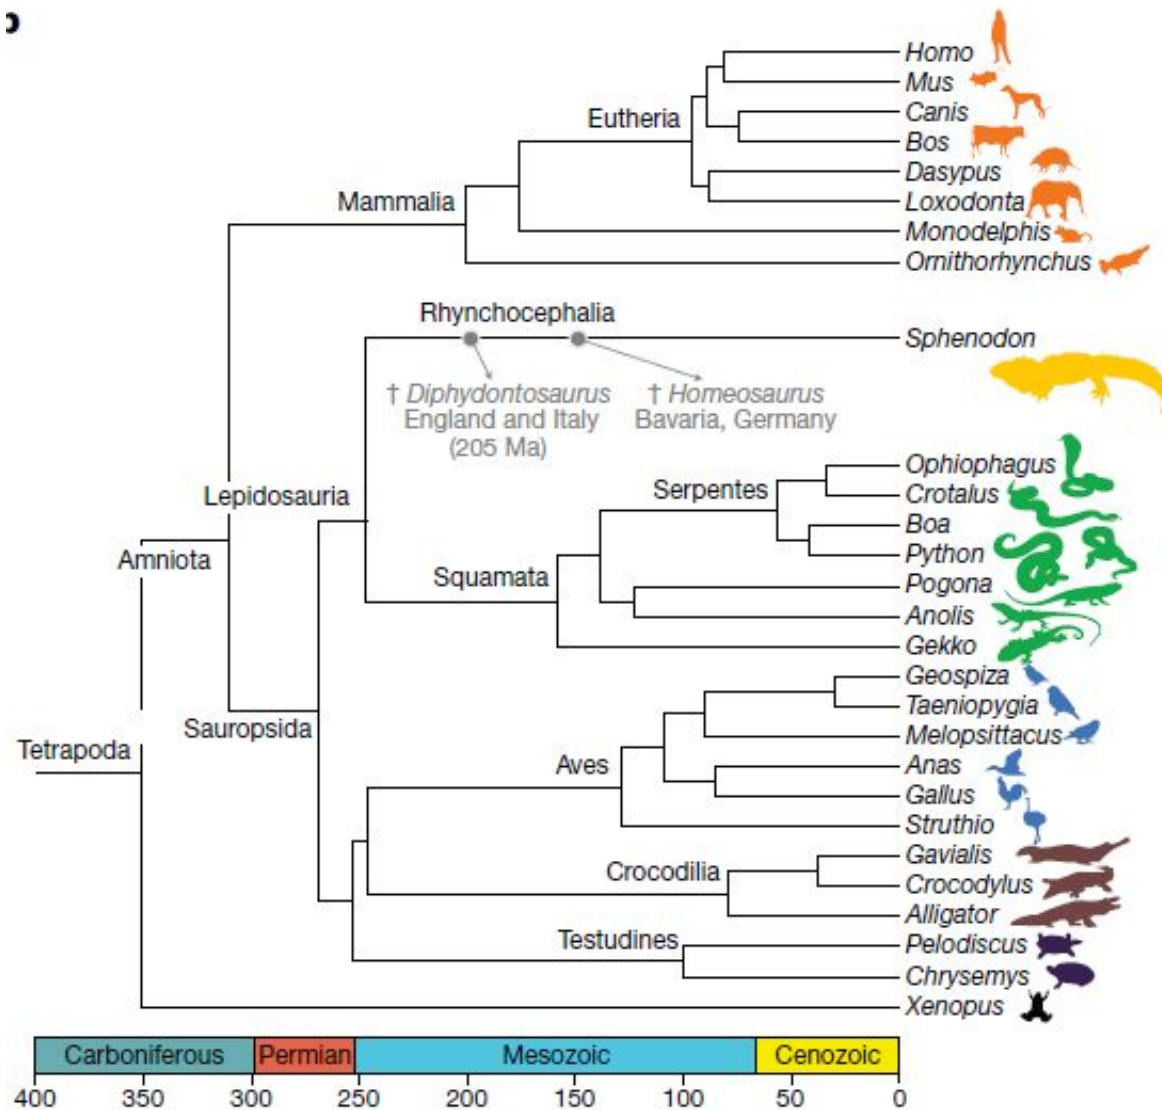 b
Homo
Mus
Canis
Eutheria
Bos
Dasypus
Mammalia
Loxodonta
Monodelphis
Ornithorhynchus
Rhynchocephalia
Sphenodon
† Diphydontosaurus
England and Italy
(205 Ma)
† Homeosaurus
Bavaria, Germany
Ophiophagus
Serpentes
Crotalus
Lepidosauria
Boa
Amniota
Python
Squamata
Pogona
Anolis
Gekko
Geospiza
Taeniopygia
Sauropsida
Melopsittacus
Tetrapoda
Aves
Anas
Gallus
Struthio
Gavialis
Crocodilia
Crocodylus
Alligator
Testudines
Pelodiscus
Chrysemys
Xenopus
Carboniferous Permian Mesozoic Cenozoic
400 350 300 250 200 150 100 50 0